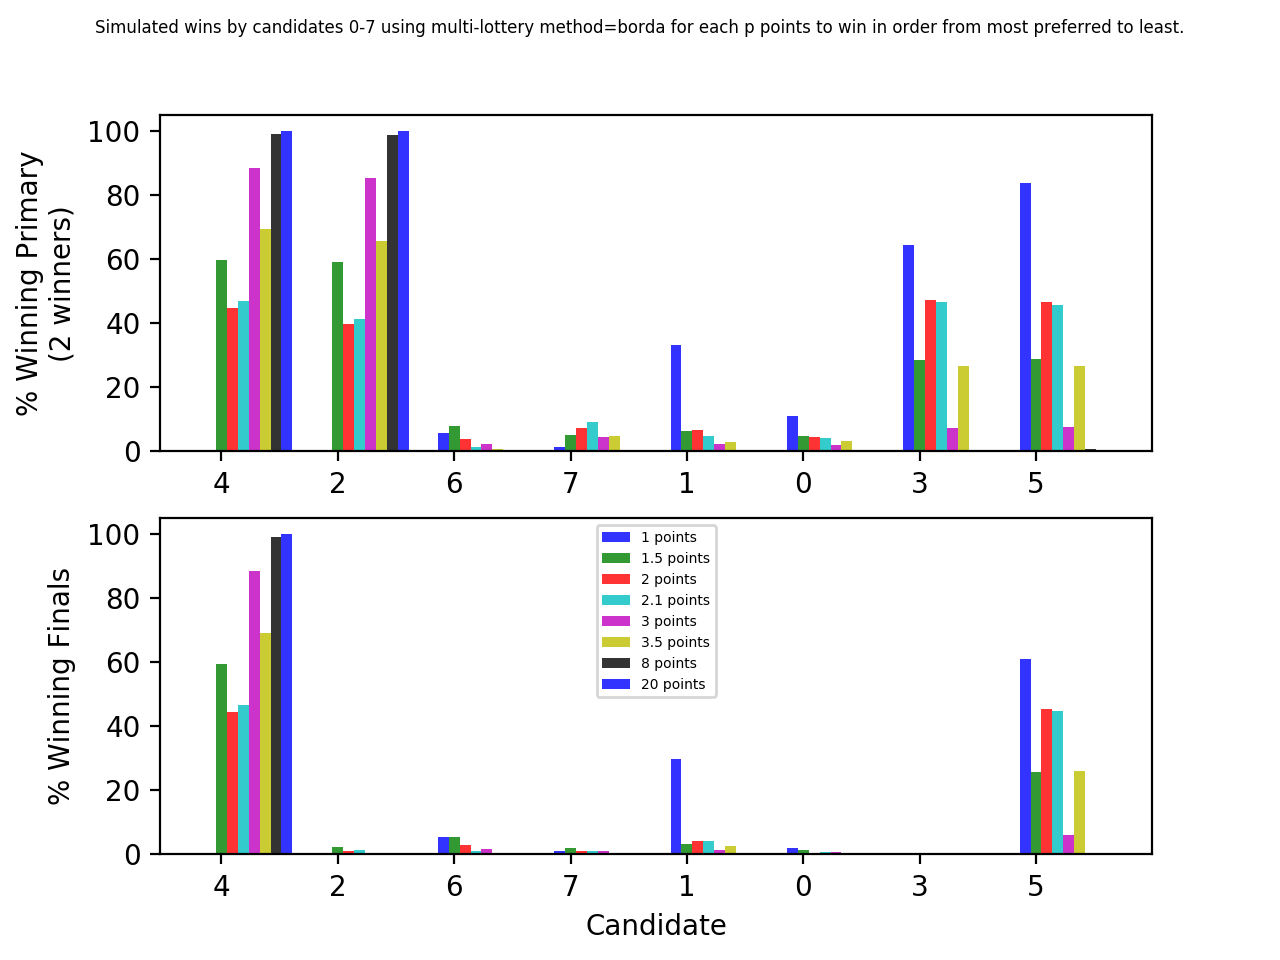 Simulated wins by candidates 0-7 using multi-lottery method=borda for each p points to win in order from most preferred to least.
% Winning Primary
(2 winners)
100
80
60
40
20
0
4 2 6 7 1 0 3 5
% Winning Finals
100
80
60
40
20
0
1 points
1.5 points
2 points
2.1 points
3 points
3.5 points
8 points
20 points
4 2 6 7 1 0 3 5
Candidate